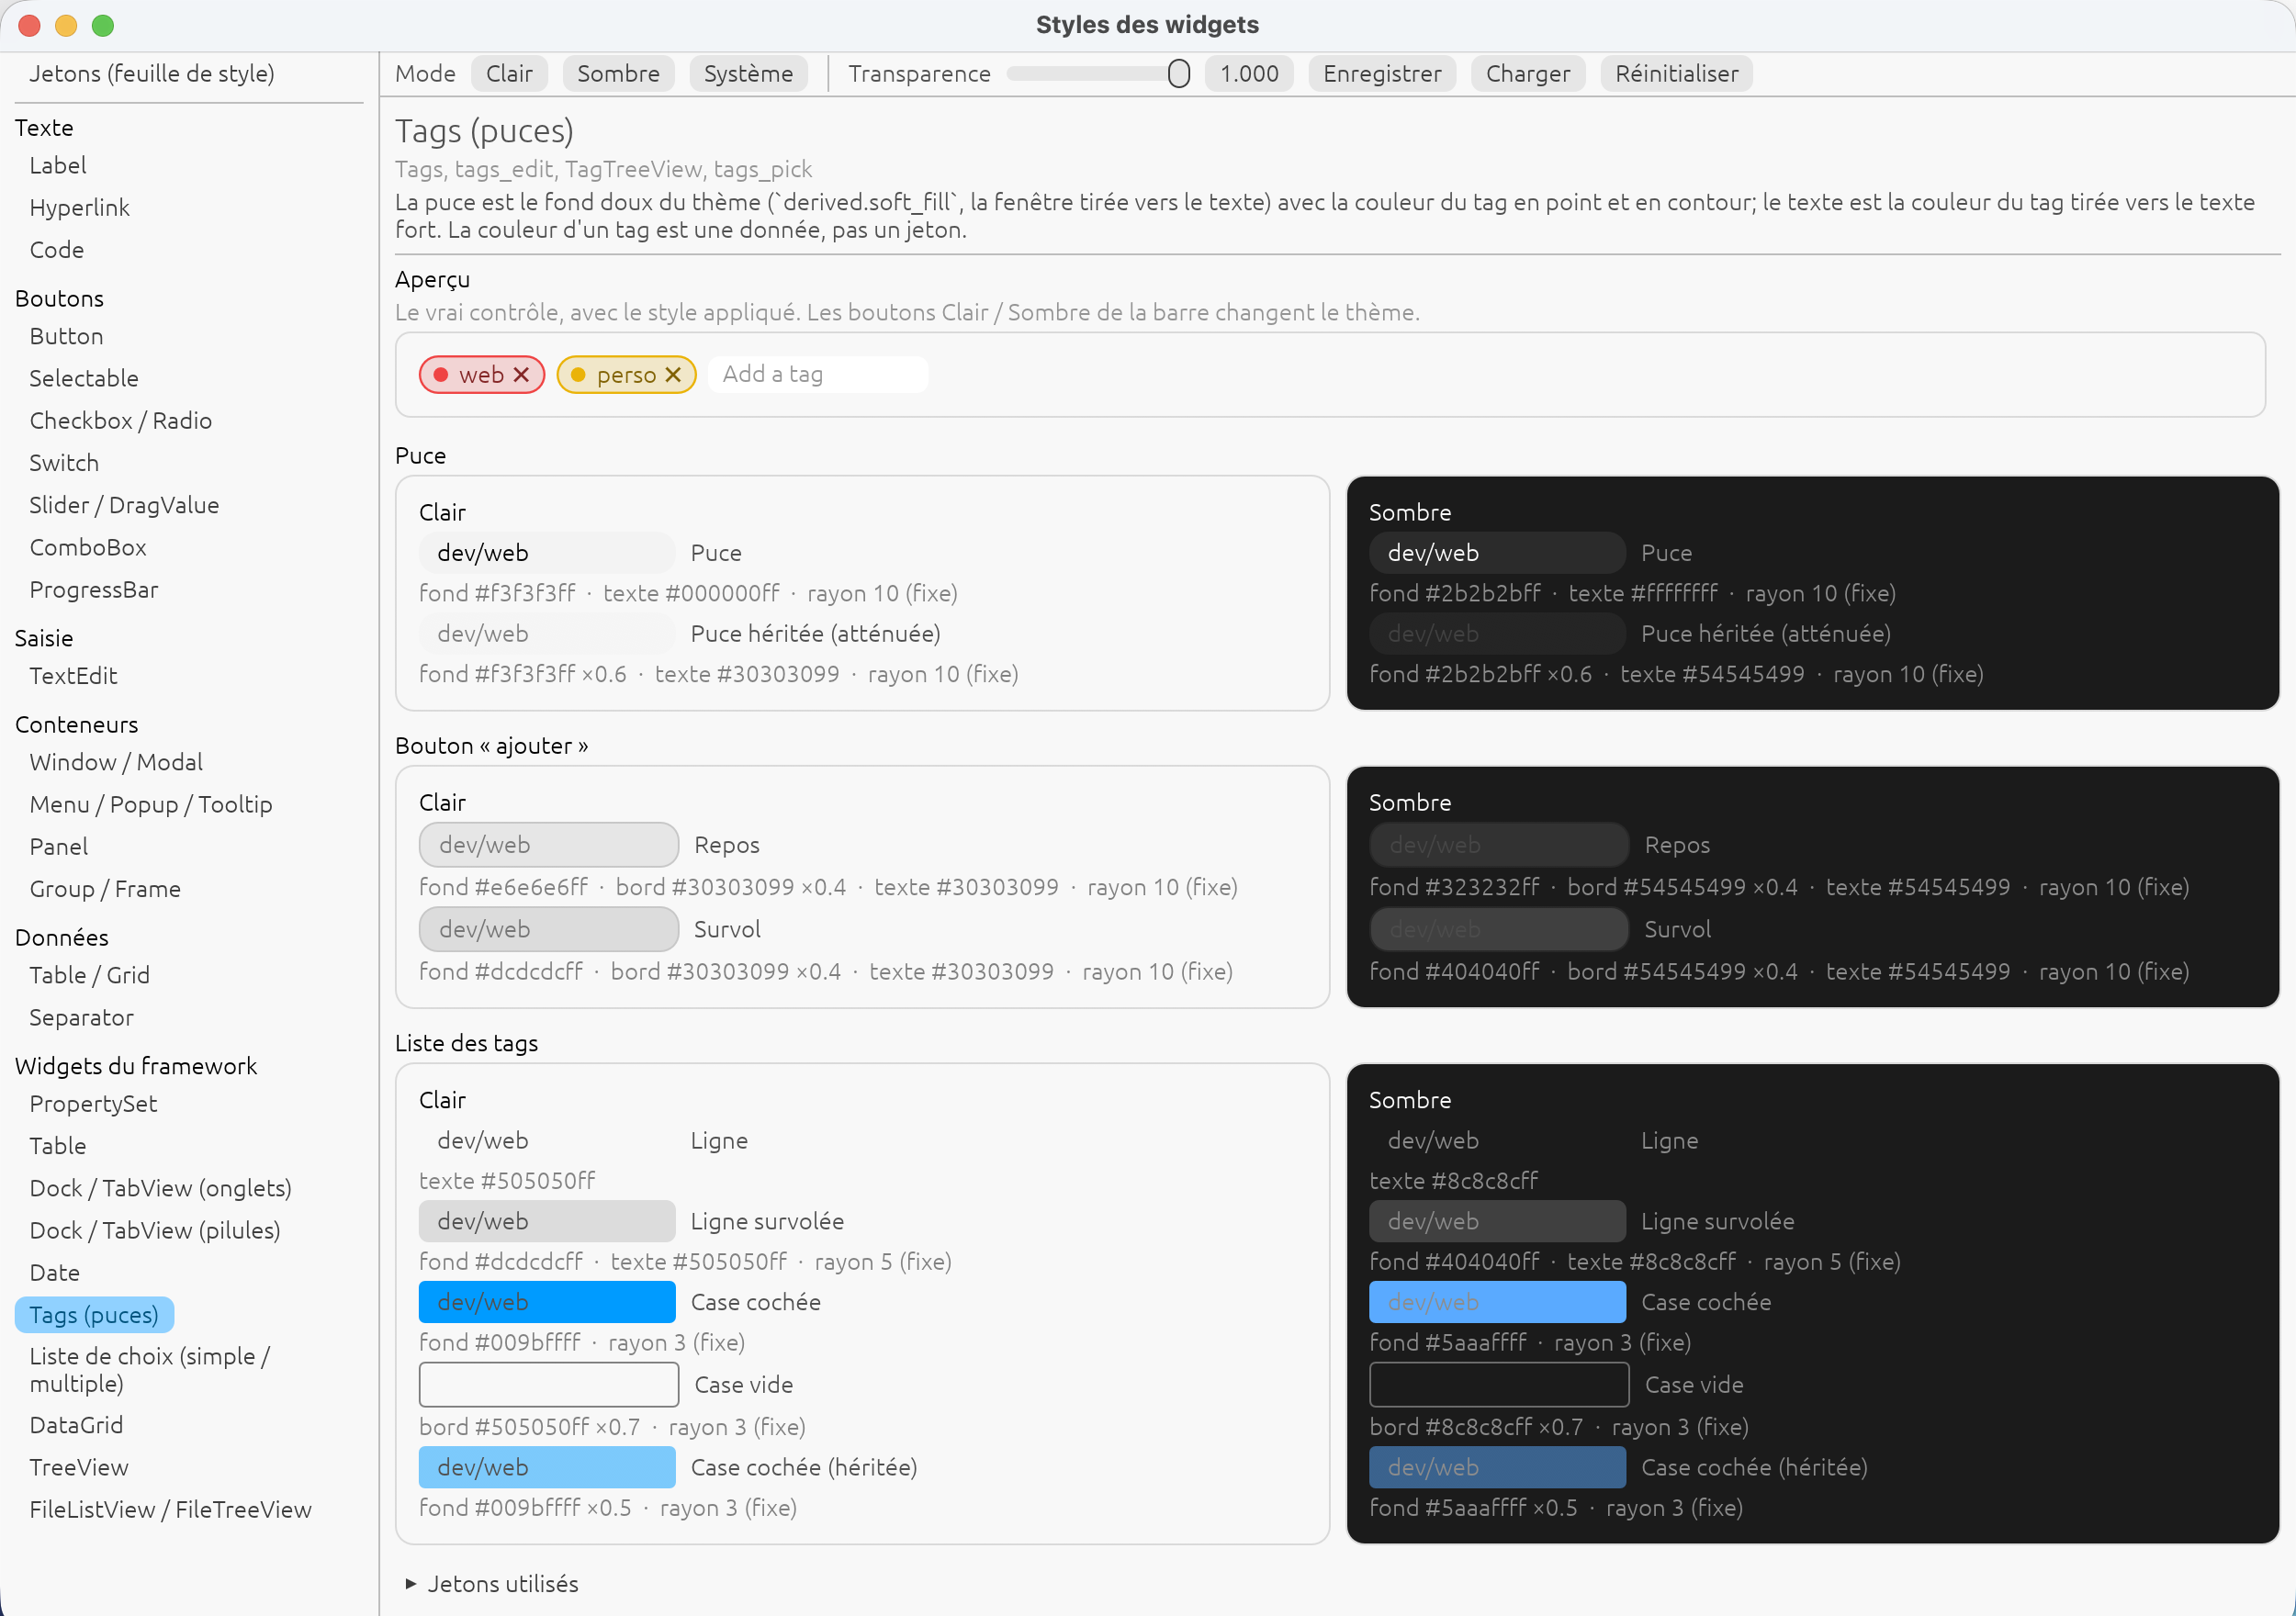 Styles des widgets
Jetons (feuille de style)
Texte
Label
Hyperlink
Code
Boutons
Button
Selectable
Checkbox / Radio
Switch
Slider / DragValue
ComboBox
ProgressBar
Saisie
TextEdit
Conteneurs
Window / Modal
Menu / Popup / Tooltip
Panel
Group / Frame
Données
Table / Grid
Separator
Widgets du framework
PropertySet
Table
Dock / TabView (onglets)
Dock / TabView (pilules)
Date
Tags (puces)
Liste de choix (simple /
multiple)
DataGrid
TreeView
FileListView / FileTreeView
Mode Clair Sombre Système Transparence 1.000 Enregistrer Charger Réinitialiser
Tags (puces)
Tags, tags_edit, TagTreeView, tags_pick
La puce est le fond doux du thème (`derived.soft_fill`, la fenêtre tirée vers le texte) avec la couleur du tag en point et en contour; le texte est la couleur du tag tirée vers le texte
fort. La couleur d'un tag est une donnée, pas un jeton.
Aperçu
Le vrai contrôle, avec le style appliqué. Les boutons Clair / Sombre de la barre changent le thème.
web ✕ perso ✕ Add a tag
Puce
Clair
dev/web Puce
fond #f3f3f3ff · texte #000000ff · rayon 10 (fixe)
dev/web Puce héritée (atténuée)
fond #f3f3f3ff ×0.6 · texte #30303099 · rayon 10 (fixe)
Sombre
dev/web Puce
fond #2b2b2bff · texte #ffffffff · rayon 10 (fixe)
dev/web Puce héritée (atténuée)
fond #2b2b2bff ×0.6 · texte #54545499 · rayon 10 (fixe)
Bouton « ajouter »
Clair
dev/web Repos
fond #e6e6e6ff · bord #30303099 ×0.4 · texte #30303099 · rayon 10 (fixe)
dev/web Survol
fond #dcdcdcff · bord #30303099 ×0.4 · texte #30303099 · rayon 10 (fixe)
Sombre
dev/web Repos
fond #323232ff · bord #54545499 ×0.4 · texte #54545499 · rayon 10 (fixe)
dev/web Survol
fond #404040ff · bord #54545499 ×0.4 · texte #54545499 · rayon 10 (fixe)
Liste des tags
Clair
dev/web Ligne
texte #505050ff
dev/web Ligne survolée
fond #dcdcdcff · texte #505050ff · rayon 5 (fixe)
dev/web Case cochée
fond #009bffff · rayon 3 (fixe)
Case vide
bord #505050ff ×0.7 · rayon 3 (fixe)
dev/web Case cochée (héritée)
fond #009bffff ×0.5 · rayon 3 (fixe)
Sombre
dev/web Ligne
texte #8c8c8cff
dev/web Ligne survolée
fond #404040ff · texte #8c8c8cff · rayon 5 (fixe)
dev/web Case cochée
fond #5aaaffff · rayon 3 (fixe)
Case vide
bord #8c8c8cff ×0.7 · rayon 3 (fixe)
dev/web Case cochée (héritée)
fond #5aaaffff ×0.5 · rayon 3 (fixe)
Jetons utilisés